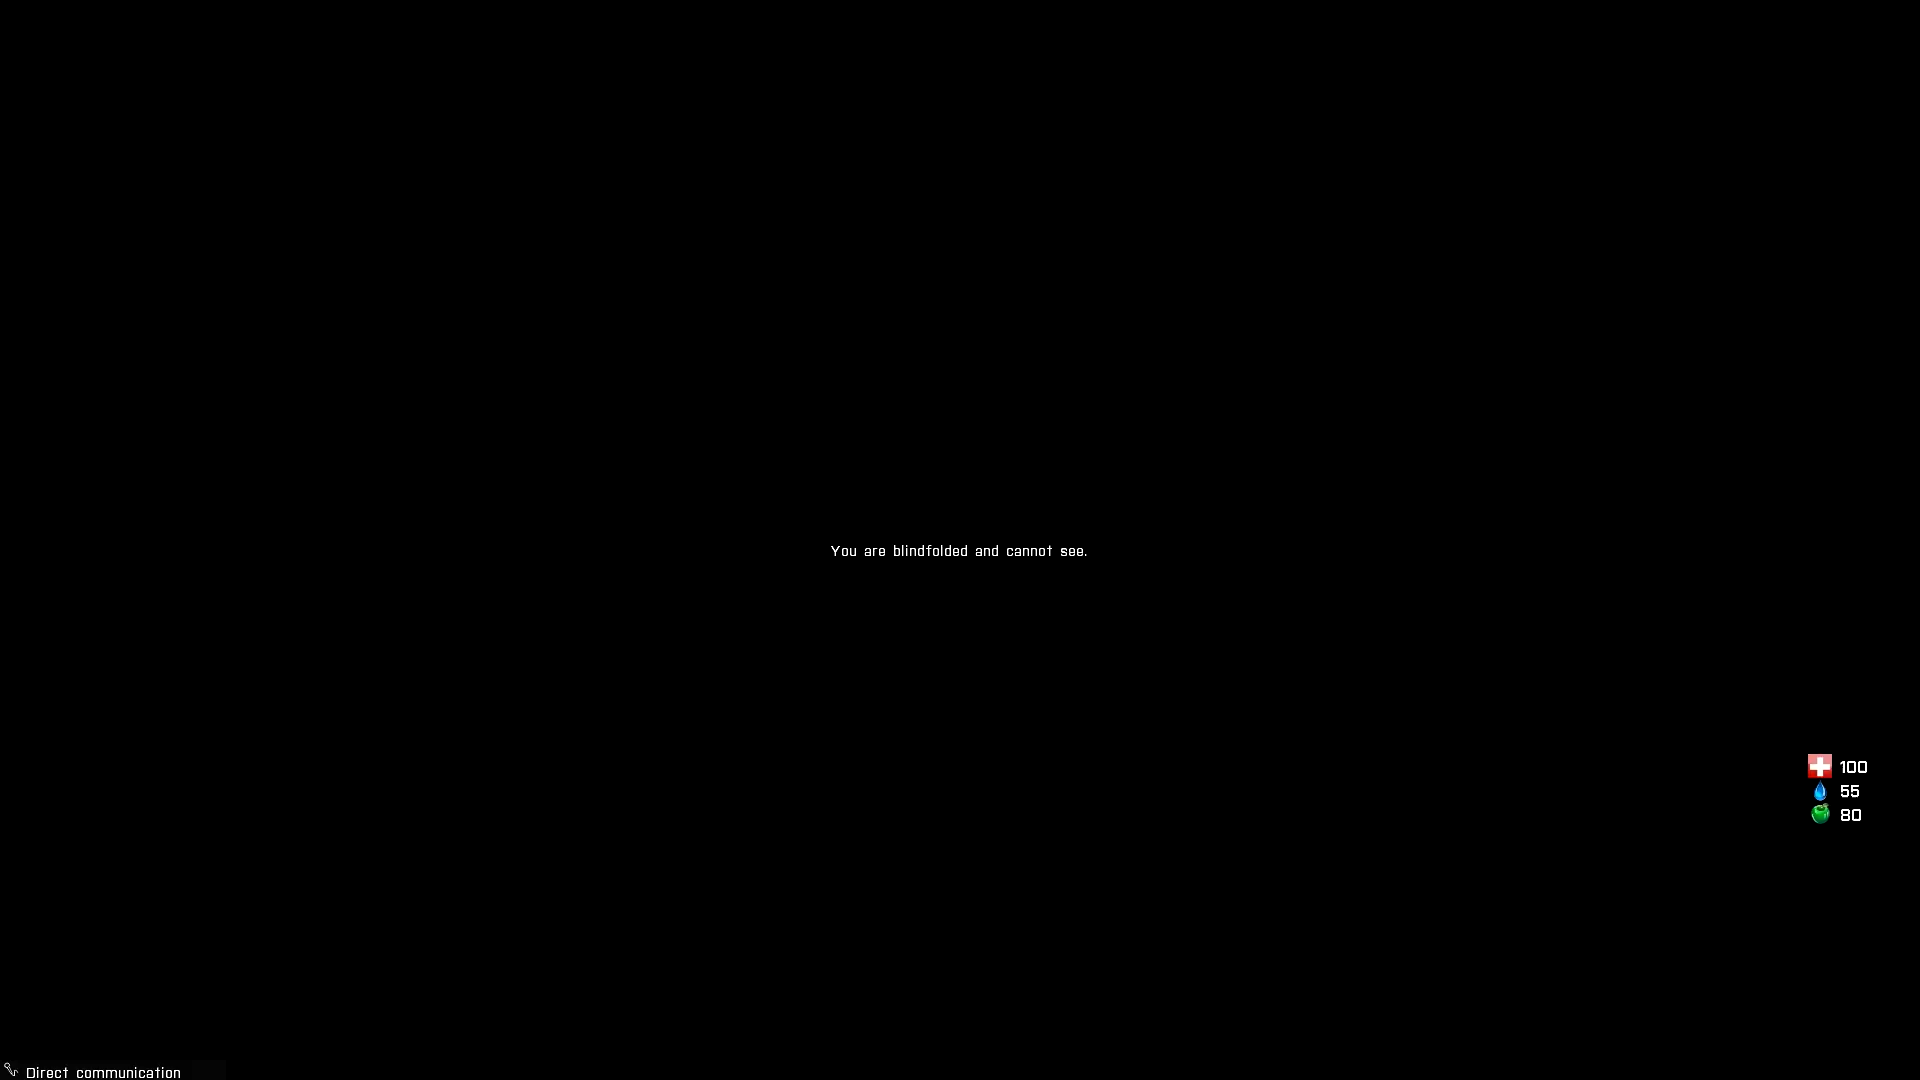 You are blindfolded and cannot see.
100
55
80
Direct communication